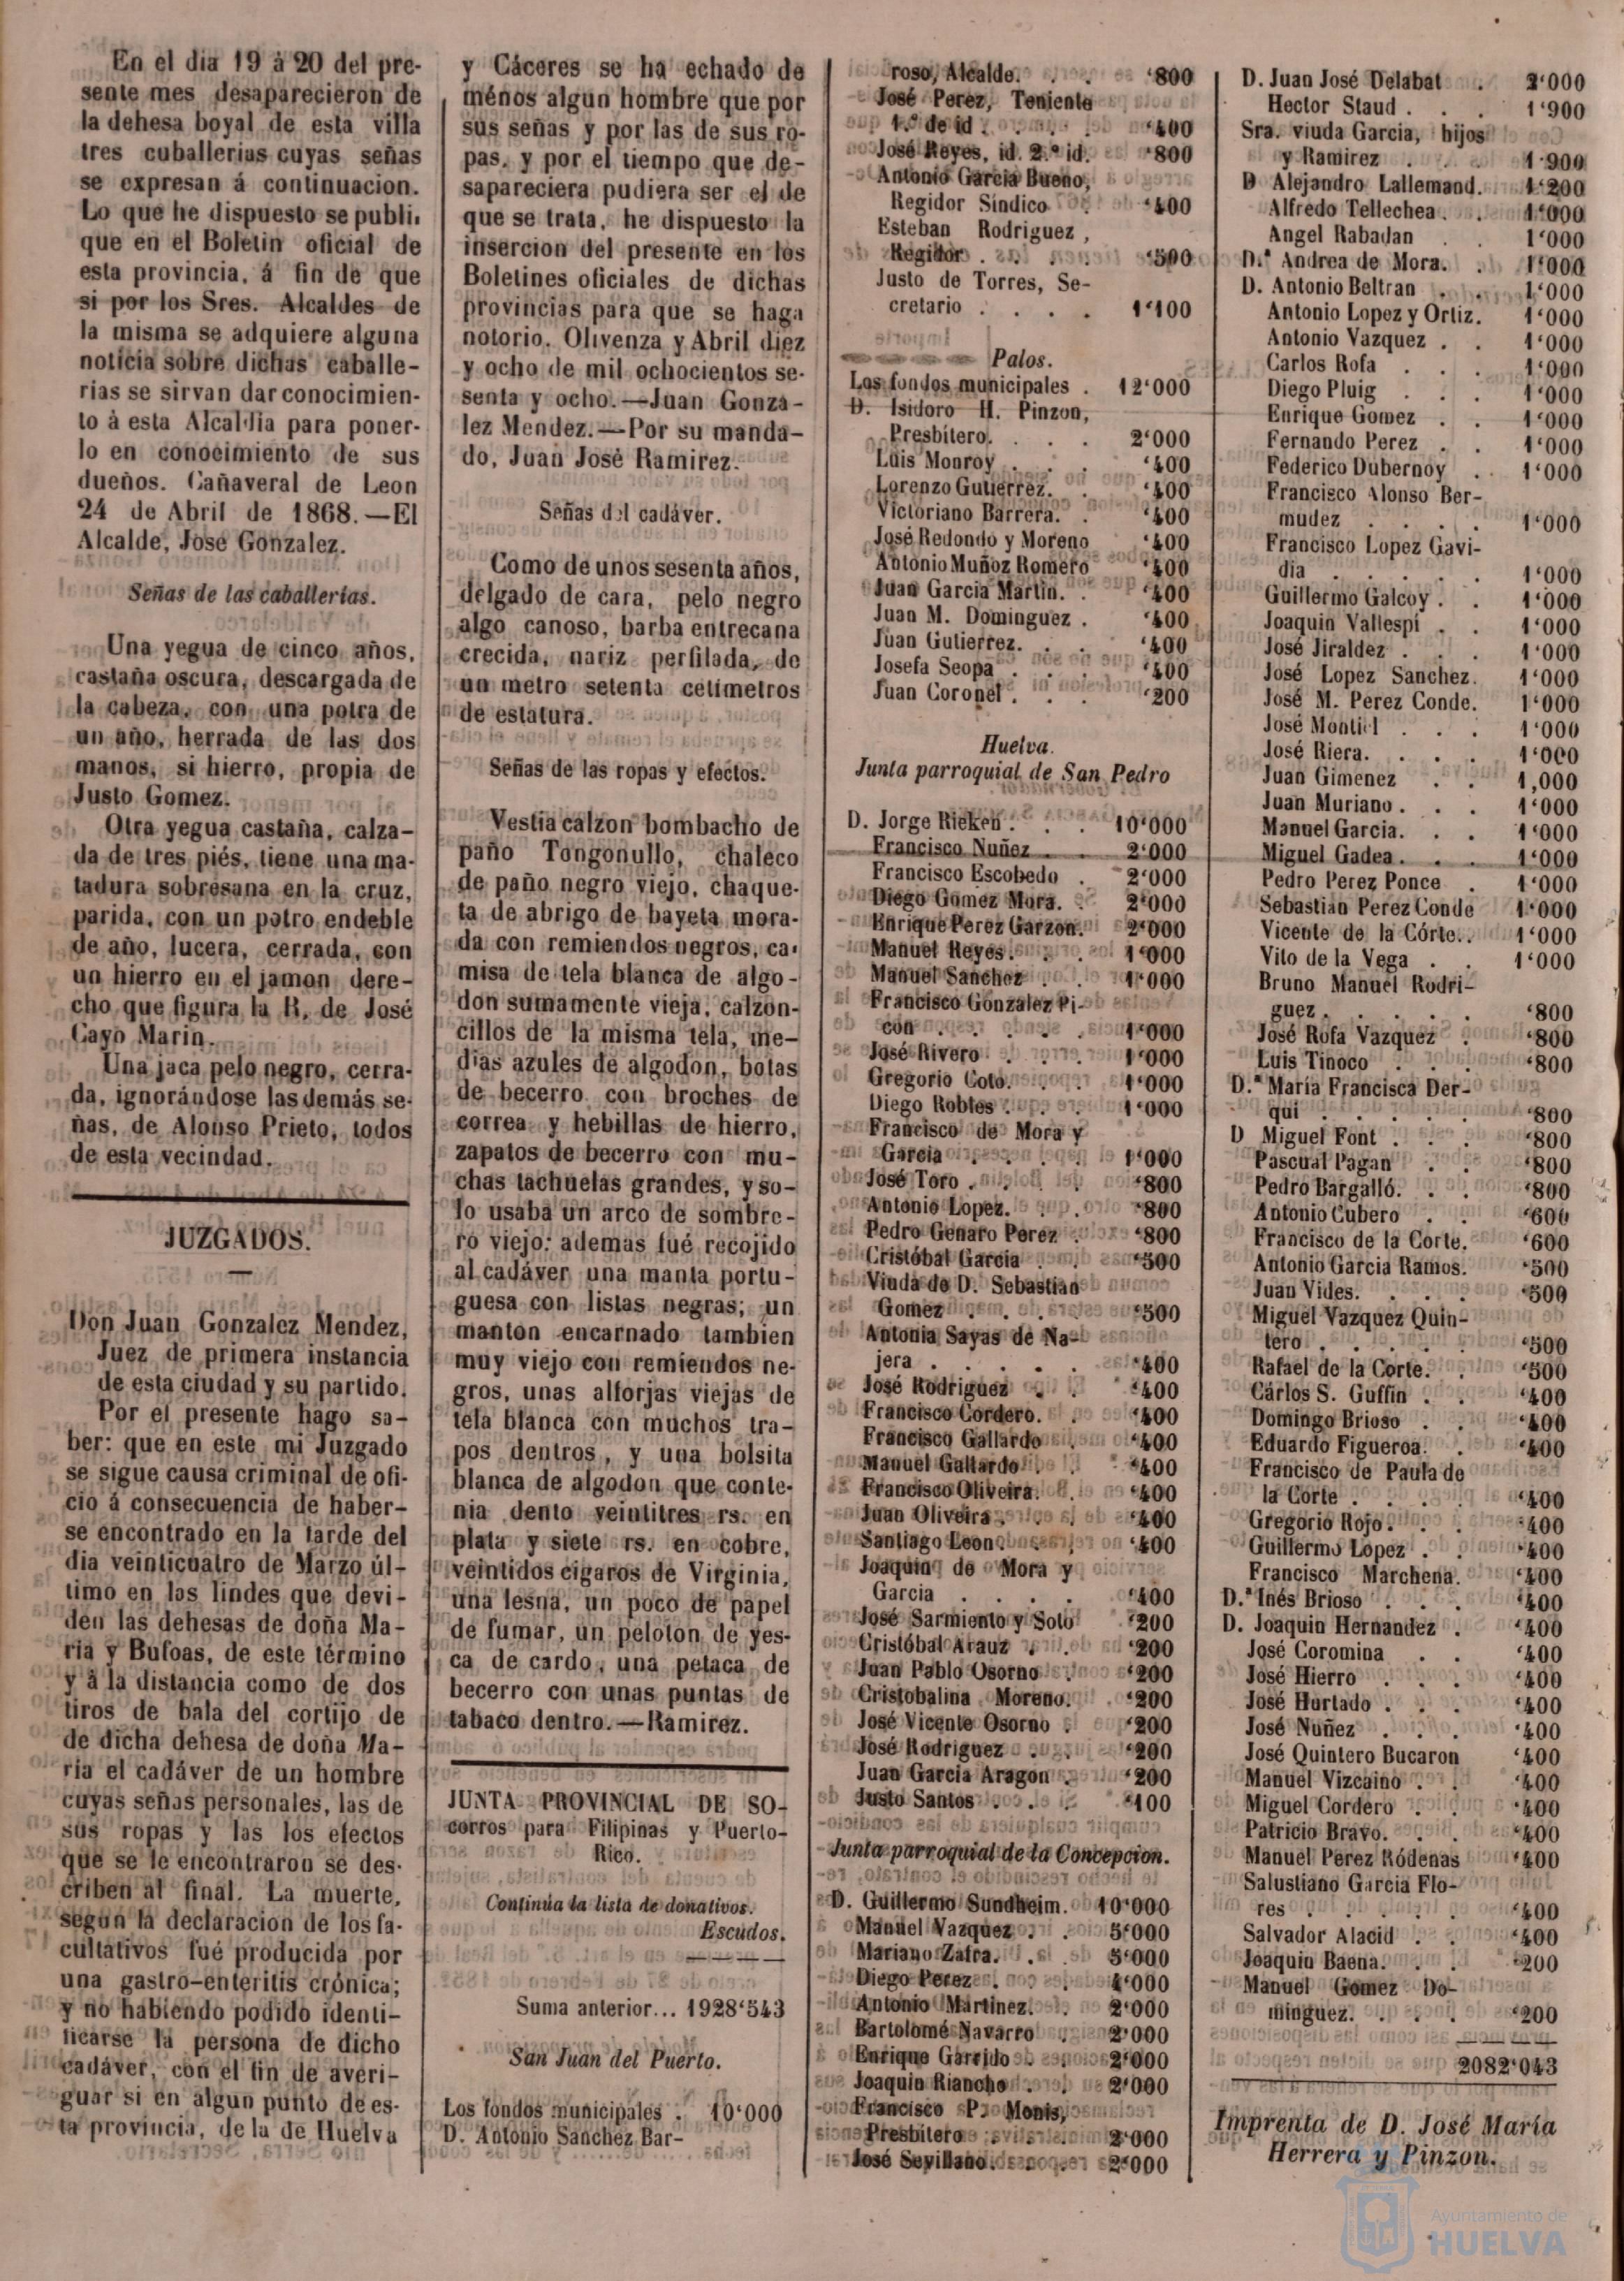 En el dia 19 á 20 del pre-
sente mes desaparecieron de
la dehesa boyal de esta villa
tres cuballerias cuyas señas
se expresan á continuacion.
Lo que he dispuesto se publi,
que en el Boletin oficial de
esta provincia, á fin de que
si por los Sres. Alcaldes de
la misma se adquiere alguna
noticia sobre dichas caballe-
rias se sirvan dar conocimien-
to á esta Alcaldia para poner-
lo en conocimiento de sus
dueños. Cañaveral de Leon
24 de Abril de 1868.—El
Alcalde, José Gonzalez.
Señas de las caballerías.
Una yegua de cinco años,
castaña oscura, descargada de
la cabeza, con una potra de
un año, herrada de las dos
manos, si hierro, propia de
Justo Gomez.
Otra yegua castaña, calza-
da de tres piés, tiene una ma-
tadura sobresana en la cruz,
parida, con un potro endeble
de año, lucera, cerrada, con
un hierro en el jamon dere-
cho que figura la R. de José
Cayo Marin.
Una jaca pelo negro, cerra-
da, ignorándose las demás se-
ñas, de Alonso Prieto, todos
de esta vecindad.
JUZGADOS.
Don Juan Gonzalez Mendez,
Juez de primera instancia
de esta ciudad y su partido.
Por el presente hago sa-
ber: que en este mi Juzgado
se sigue causa criminal de ofi-
cio á consecuencia de haber-
se encontrado en la tarde del
dia veinticuatro de Marzo úl-
timo en los lindes que devi-
den las dehesas de doña Ma-
ria y Bufoas, de este término
y á la distancia como de dos
tiros de bala del cortijo de
de dicha dehesa de doña Ma-
ria el cadáver de un hombre
cuyas señas personales, las de
sus ropas y las los efectos
que se le encontraron se des-
criben al final. La muerte,
segun la declaracion de los fa-
cultativos fué producida por
una gastro-enteritis crónica;
y no habiendo podido identi-
ficarse la persona de dicho
cadáver, con el fin de averi-
guar si en algun punto de es-
ta provincia, de la de Huelva
y Cáceres se ha echado de
ménos algun hombre que por
sus señas y por las de sus ro-
pas, y por el tiempo que de-
sapareciera pudiera ser el de
que se trata, he dispuesto la
insercion del presente en los
Boletines oficiales de dichas
provincias para que se haga
notorio. Olivenza y Abril diez
y ocho de mil ochocientos se-
senta y ocho.—Juan Gonza-
lez Mendez.—Por su manda-
do, Juan José Ramirez.
Señas del cadáver.
Como de unos sesenta años,
delgado de cara, pelo negro
algo canoso, barba entrecana
crecida, nariz perfilada, de
un metro setenta cetímetros
de estatura.
Señas de las ropas y efectos.
Vestia calzon bombacho de
paño Tongonullo, chaleco
de paño negro viejo, chaque-
ta de abrigo de bayeta mora-
da con remiendos negros, ca-
misa de tela blanca de algo-
don sumamente vieja, calzon-
cillos de la misma tela, me-
dias azules de algodon, botas
de becerro con broches de
correa y hebillas de hierro,
zapatos de becerro con mu-
chas tachuelas grandes, y so-
lo usaba un arco de sombre-
ro viejo: además fué recojido
al cadáver una manta portu-
guesa con listas negras; un
manton encarnado tambien
muy viejo con remiendos ne-
gros, unas alforjas viejas de
tela blanca con muchos tra-
pos dentros, y una bolsita
blanca de algodon que conte-
nia dento veintitres rs. en
plata y siete rs. en cobre,
veintidos cigaros de Virginia,
una lesna, un poco de papel
de fumar, un peloton de yes-
ca de cardo, una petaca de
becerro con unas puntas de
tabaco dentro.—Ramirez.
JUNTA PROVINCIAL DE SO-
corros para Filipinas y Puerto-
Rico.
Continúa la lista de donativos.
Escudos.
Suma anterior... 1928‘543
San Juan del Puerto.
Los fondos municipales . 10‘000
D. Antonio Sanchez Bar-
roso, Alcalde. . . . ‘800
José Perez, Teniente
1.º de id . . . . ‘400
José Reyes, id. 2.º id. ‘800
Antonio Garcia Bueno,
Regidor Sindico . ‘400
Esteban Rodriguez,
Regidor . . . . ‘500
Justo de Torres, Se-
cretario . . . . 1‘100
Palos.
Los fondos municipales . 12‘000
D. Isidoro H. Pinzon,
Presbitero. . . . 2‘000
Luis Monroy . . . ‘400
Lorenzo Gutierrez. . ‘400
Victoriano Barrera. . ‘400
José Redondo y Moreno ‘400
Antonio Muñoz Romero ‘400
Juan Garcia Martin. . ‘400
Juan M. Dominguez . ‘400
Juan Gutierrez. . . ‘400
Josefa Seopa . . . ‘400
Juan Coronel . . . ‘200
Huelva.
Junta parroquial de San Pedro
D. Jorge Rieken . . . 10‘000
Francisco Nuñez . . 2‘000
Francisco Escobedo . 2‘000
Diego Gomez Mora. . 2‘000
Enrique Perez Garzon. 2‘000
Manuel Reyes. . . 1‘000
Manuel Sanchez . . 1‘000
Francisco Gonzalez Pi-
con . . . . . 1‘000
José Rivero . . . 1‘000
Gregorio Coto. . . 1‘000
Diego Robles . . . 1‘000
Francisco de Mora y
Garcia . . . . 1‘000
José Toro . . . . ‘800
Antonio Lopez. . . ‘800
Pedro Genaro Perez . ‘800
Cristóbal Garcia . . ‘500
Viuda de D. Sebastian
Gomez . . . . ‘500
Antonia Sayas de Na-
jera . . . . . ‘400
José Rodriguez . . ‘400
Francisco Cordero. . ‘400
Francisco Gallardo . ‘400
Manuel Gallardo . . ‘400
Francisco Oliveira. . ‘400
Juan Oliveira . . . ‘400
Santiago Leon . . . ‘400
Joaquin de Mora y
Garcia . . . . ‘400
José Sarmiento y Soto ‘200
Cristóbal Arauz . . ‘200
Juan Pablo Osorno . ‘200
Cristobalina Moreno. . ‘200
José Vicente Osorno . ‘200
José Rodriguez . . ‘200
Juan Garcia Aragon . ‘200
Justo Santos . . . ‘100
Junta parroquial de la Concepcion.
D. Guillermo Sundheim. 10‘000
Manuel Vazquez . . 5‘000
Mariano Zafra. . . 5‘000
Diego Perez . . . 4‘000
Antonio Martinez. . 2‘000
Bartolomé Navarro . 2‘000
Enrique Garrido . . 2‘000
Joaquin Riancho . . 2‘000
Francisco P. Monis,
Presbitero . . . 2‘000
José Sevillano. . . 2‘000
D. Juan José Delabat . 2‘000
Hector Staud . . . 1‘900
Sra. viuda Garcia, hijos
y Ramirez . . . 1‘900
D Alejandro Lallemand. 1‘200
Alfredo Tellechea . . 1‘000
Angel Rabadan . . 1‘000
D.ª Andrea de Mora. . 1‘000
D. Antonio Beltran . . 1‘000
Antonio Lopez y Ortiz. 1‘000
Antonio Vazquez . . 1‘000
Carlos Rofa . . . 1‘000
Diego Pluig . . . 1‘000
Enrique Gomez . . 1‘000
Fernando Perez . . 1‘000
Federico Dubernoy . . 1‘000
Francisco Alonso Ber-
mudez . . . . 1‘000
Francisco Lopez Gavi-
dia . . . . . 1‘000
Guillermo Galcoy . . 1‘000
Joaquin Vallespí . . 1‘000
José Jiraldez . . . 1‘000
José Lopez Sanchez. 1‘000
José M. Perez Conde. 1‘000
José Montiel . . . 1‘000
José Riera. . . . 1‘000
Juan Gimenez . . 1,000
Juan Muriano . . . 1‘000
Manuel Garcia. . . 1‘000
Miguel Gadea . . . 1‘000
Pedro Perez Ponce . 1‘000
Sebastian Perez Conde 1‘000
Vicente de la Córte. . 1‘000
Vito de la Vega . . 1‘000
Bruno Manuel Rodri-
guez . . . . . ‘800
José Rofa Vazquez . ‘800
Luis Tinoco . . . ‘800
D.ª María Francisca Der-
qui . . . . . ‘800
D Miguel Font . . . ‘800
Pascual Pagan . . ‘800
Pedro Bargalló. . . ‘800
Antonio Cubero . . ‘600
Francisco de la Corte. ‘600
Antonio Garcia Ramos. ‘500
Juan Vides. . . . ‘500
Miguel Vazquez Quin-
tero . . . . . ‘500
Rafael de la Corte. . ‘500
Cárlos S. Guffin . . ‘400
Domingo Brioso . . ‘400
Eduardo Figueroa. . ‘400
Francisco de Paula de
la Corte . . . . ‘400
Gregorio Rojo . . . ‘400
Guillermo Lopez . . ‘400
Francisco Marchena. ‘400
D.ª Inés Brioso . . . ‘400
D. Joaquin Hernandez . ‘400
José Coromina . . ‘400
José Hierro . . . ‘400
José Hurtado . . . ‘400
José Nuñez . . . ‘400
José Quintero Bucaron ‘400
Manuel Vizcaino . . ‘400
Miguel Cordero . . ‘400
Patricio Bravo. . . ‘400
Manuel Perez Ródenas ‘400
Salustiano Garcia Flo-
res . . . . . ‘400
Salvador Alacid . . ‘400
Joaquin Baena. . . ‘200
Manuel Gomez Do-
minguez. . . . ‘200
2082‘043
Imprenta de D. José María
Herrera y Pinzon.
Ayuntamiento de
HUELVA